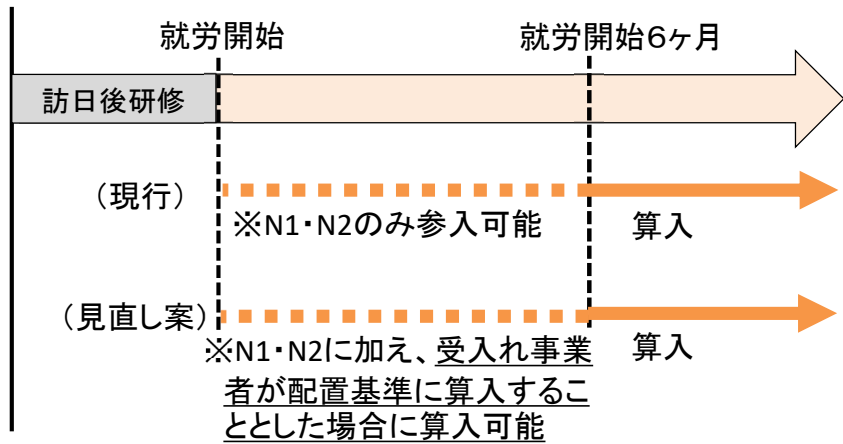 就労開始
就労開始6ヶ月
訪日後研修
（現行）
※N1・N2のみ参入可能
算入
（見直し案）
※N1・N2に加え、受入れ事業
者が配置基準に算入するこ
ととした場合に算入可能
算入